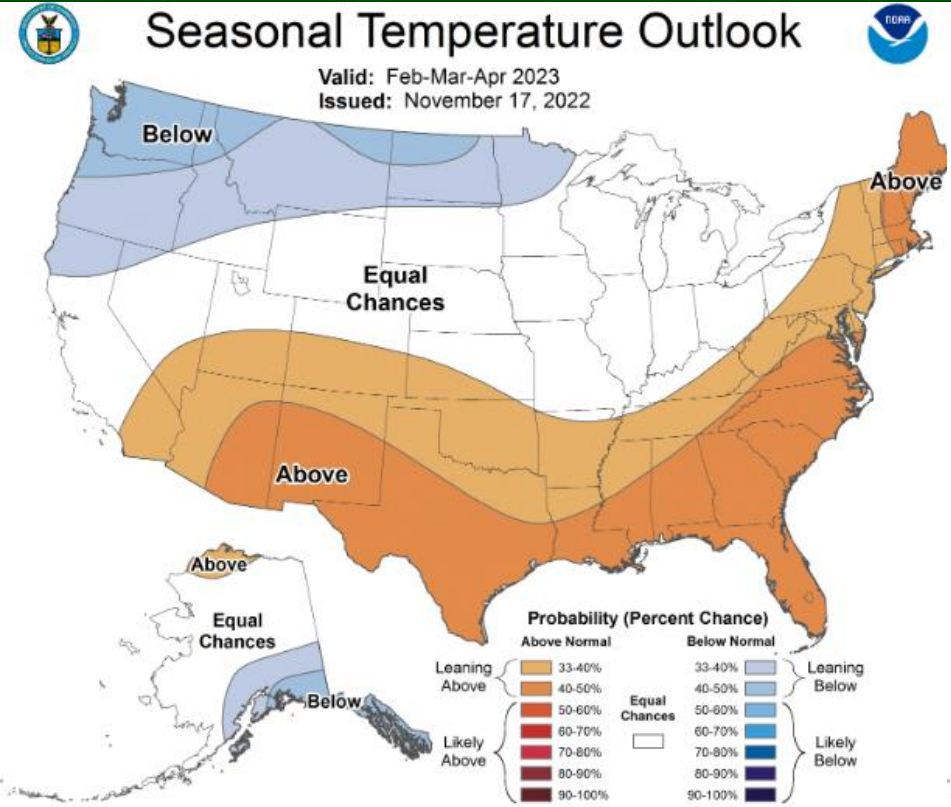 Seasonal Temperature Outlook
NOAA
Valid: Feb-Mar-Apr 2023
Issued: November 17, 2022
Below
Above
Equal
Chances
Above
Above
Equal
Chances
Below
Probability (Percent Chance)
Above Normal
Below Normal
Leaning
Above
33-40%
40-50%
Likely
Above
50-60%
60-70%
70-80%
80-90%
90-100%
Equal
Chances
33-40%
40-50%
Leaning
Below
50-60%
60-70%
70-80%
80-90%
90-100%
Likely
Below